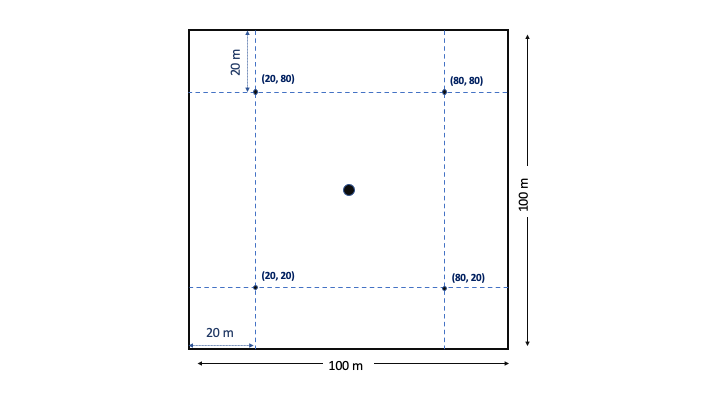 20 m
(20, 80)
(80, 80)
100 m
(20, 20)
(80, 20)
20 m
100 m